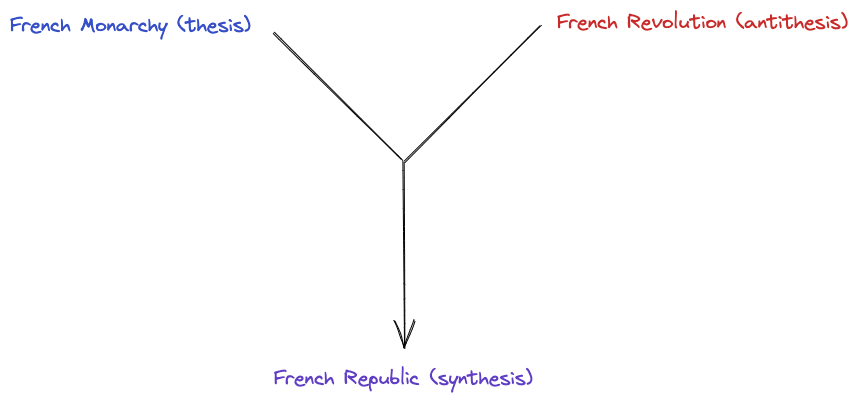 French Monarchy (thesis)
French Revolution (antithesis)
French Republic (synthesis)